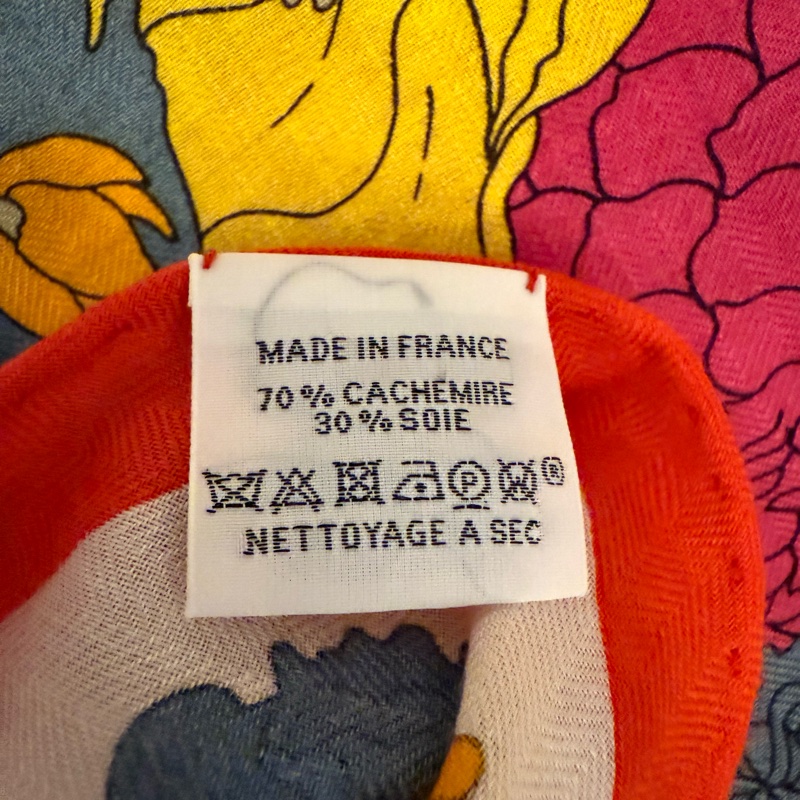 MADE IN FRANCE
70 % CACHEMIRE
30 % SOIE
P W ®
NETTOYAGE A SEC